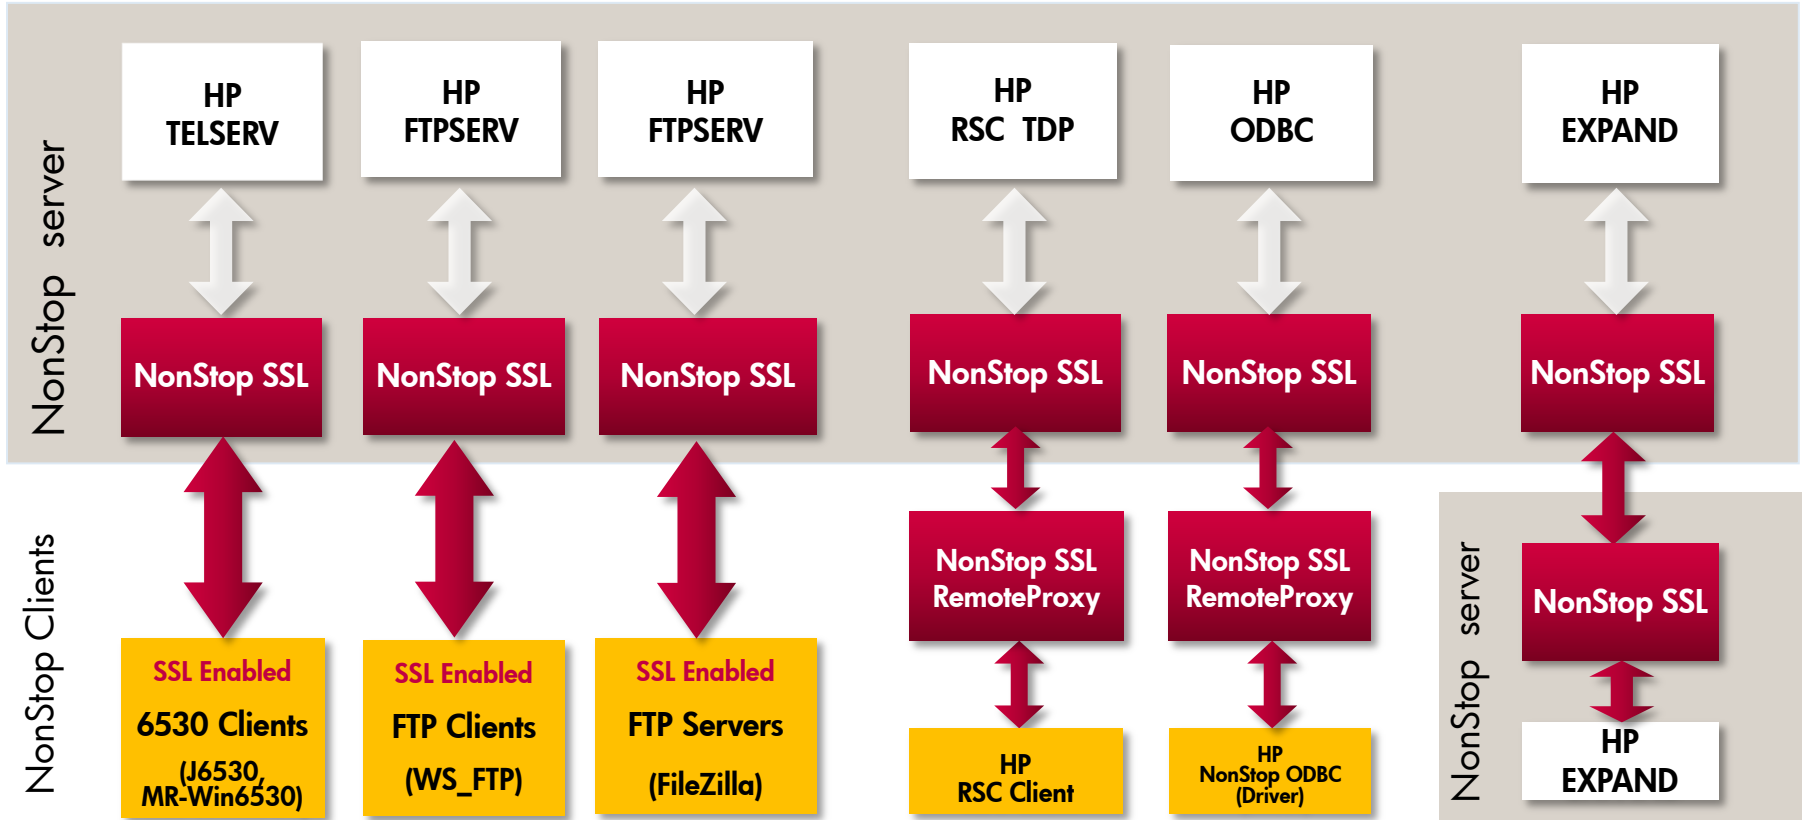 NonStop server
HP
TELSERV
HP
FTPSERV
HP
FTPSERV
HP
RSC TDP
HP
ODBC
HP
EXPAND
NonStop SSL
NonStop SSL
NonStop SSL
NonStop SSL
NonStop SSL
NonStop SSL
NonStop Clients
SSL Enabled
6530 Clients
(J6530,
MR-Win6530)
SSL Enabled
FTP Clients
(WS_FTP)
SSL Enabled
FTP Servers
(FileZilla)
NonStop SSL
RemoteProxy
HP
RSC Client
NonStop SSL
RemoteProxy
HP
NonStop ODBC
(Driver)
NonStop server
NonStop SSL
HP
EXPAND